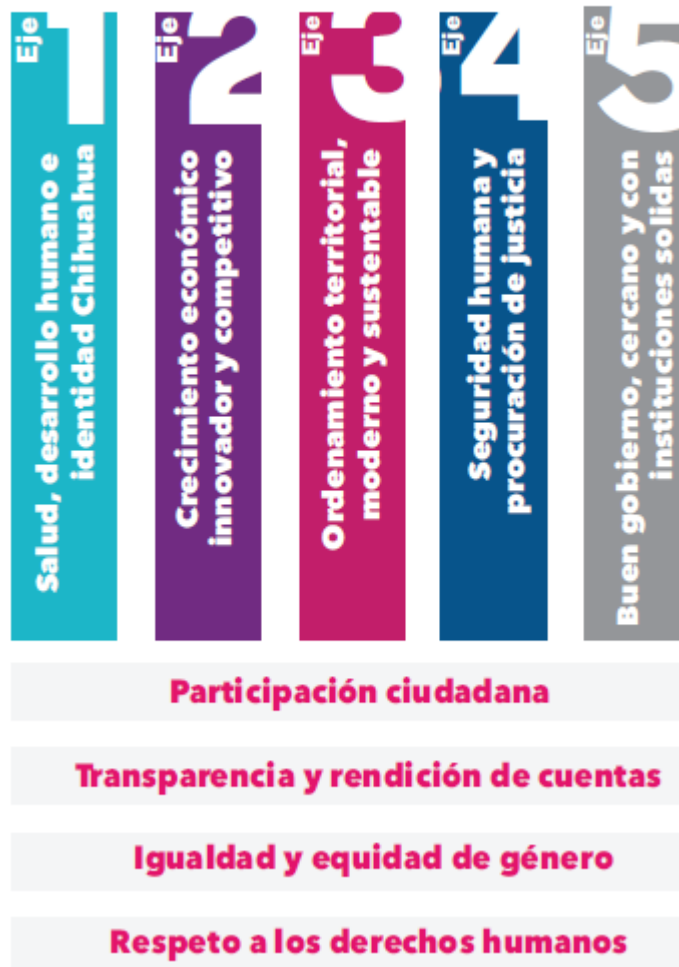 Eje 1
Salud, desarrollo humano e
identidad Chihuahua
Eje 2
Crecimiento económico
innovador y competitivo
Eje 3
Ordenamiento territorial,
moderno y sustentable
Eje 4
Seguridad humana y
procuración de justicia
Eje 5
Buen gobierno, cercano y con
instituciones solidas
Participación ciudadana
Transparencia y rendición de cuentas
Igualdad y equidad de género
Respeto a los derechos humanos